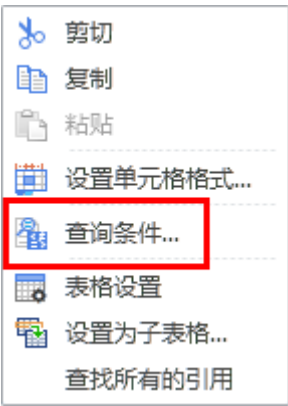 剪切
复制
粘贴
设置单元格格式...
查询条件...
表格设置
设置为子表格...
查找所有的引用